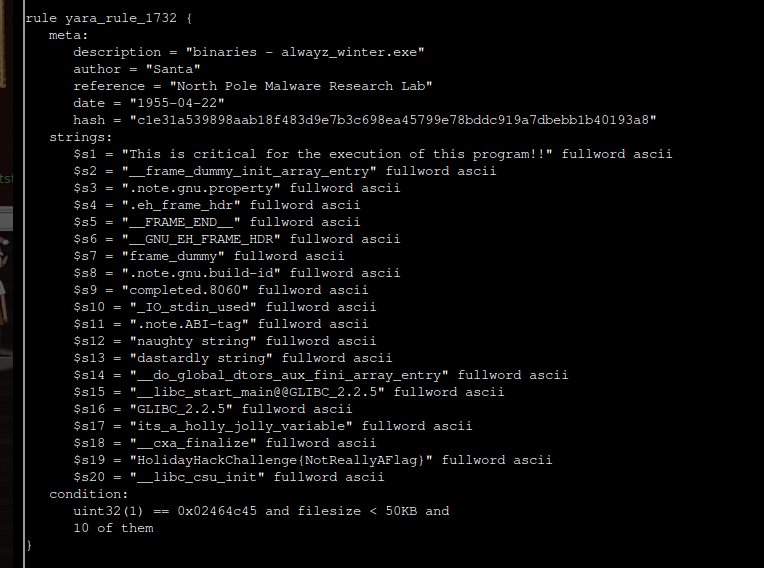 rule yara_rule_1732 {
   meta:
      description = "binaries - alwayz_winter.exe"
      author = "Santa"
      reference = "North Pole Malware Research Lab"
      date = "1955-04-22"
      hash = "c1e31a539898aab18f483d9e7b3c698ea45799e78bddc919a7dbebb1b40193a8"
   strings:
      $s1 = "This is critical for the execution of this program!!" fullword ascii
      $s2 = "__frame_dummy_init_array_entry" fullword ascii
      $s3 = ".note.gnu.property" fullword ascii
      $s4 = ".eh_frame_hdr" fullword ascii
      $s5 = "__FRAME_END__" fullword ascii
      $s6 = "__GNU_EH_FRAME_HDR" fullword ascii
      $s7 = "frame_dummy" fullword ascii
      $s8 = ".note.gnu.build-id" fullword ascii
      $s9 = "completed.8060" fullword ascii
      $s10 = "_IO_stdin_used" fullword ascii
      $s11 = ".note.ABI-tag" fullword ascii
      $s12 = "naughty string" fullword ascii
      $s13 = "dastardly string" fullword ascii
      $s14 = "__do_global_dtors_aux_fini_array_entry" fullword ascii
      $s15 = "__libc_start_main@@GLIBC_2.2.5" fullword ascii
      $s16 = "GLIBC_2.2.5" fullword ascii
      $s17 = "its_a_holly_jolly_variable" fullword ascii
      $s18 = "__cxa_finalize" fullword ascii
      $s19 = "HolidayHackChallenge{NotReallyAFlag}" fullword ascii
      $s20 = "__libc_csu_init" fullword ascii
   condition:
      uint32(1) == 0x02464c45 and filesize < 50KB and
      10 of them
}